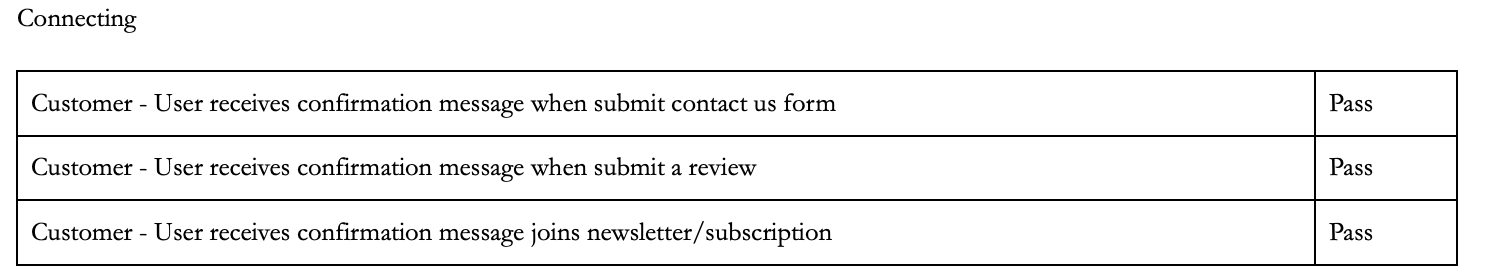 Connecting
Customer - User receives confirmation message when submit contact us form Pass
Customer - User receives confirmation message when submit a review Pass
Customer - User receives confirmation message joins newsletter/subscription Pass